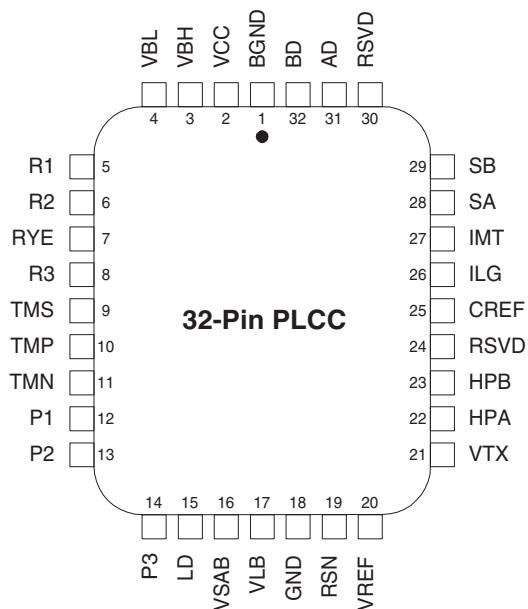 VBL VBH VCC BGND BD AD RSVD
4 3 2 1 32 31 30
R1 5 29 SB
R2 6 28 SA
RYE 7 27 IMT
R3 8 26 ILG
TMS 9 25 CREF
32-Pin PLCC
TMP 10 24 RSVD
TMN 11 23 HPB
P1 12 22 HPA
P2 13 21 VTX
14 15 16 17 18 19 20
P3 LD VSAB VLB GND RSN VREF